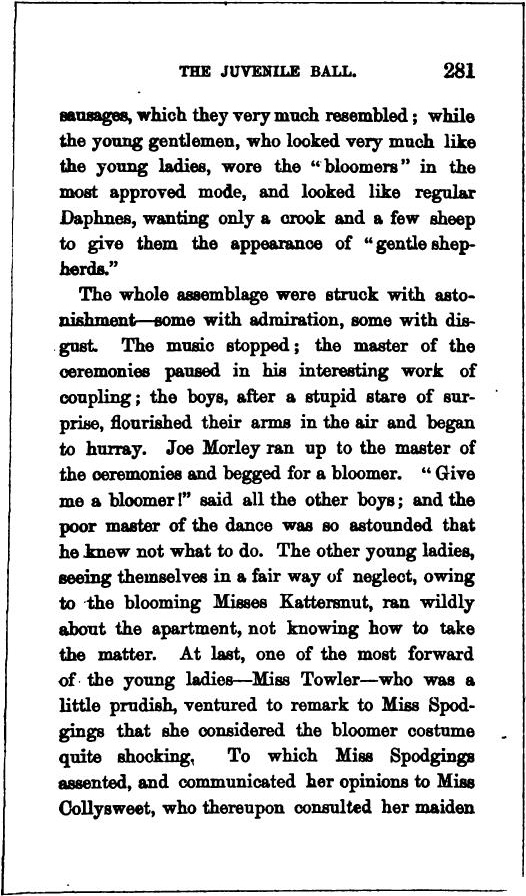 THE JUVENILE BALL. 281
sausages, which they very much resembled; while
the young gentlemen, who looked very much like
the young ladies, wore the "bloomers" in the
most approved mode, and looked like regular
Daphnes, wanting only a crook and a few sheep
to give them the appearance of "gentle shep-
herds."
The whole assemblage were struck with asto-
nishment—some with admiration, some with dis-
gust. The music stopped; the master of the
ceremonies paused in his interesting work of
coupling; the boys, after a stupid stare of sur-
prise, flourished their arms in the air and began
to hurray. Joe Morley ran up to the master of
the ceremonies and begged for a bloomer. "Give
me a bloomer!" said all the other boys; and the
poor master of the dance was so astounded that
he knew not what to do. The other young ladies,
seeing themselves in a fair way of neglect, owing
to the blooming Misses Kattersnut, ran wildly
about the apartment, not knowing how to take
the matter. At last, one of the most forward
of the young ladies—Miss Towler—who was a
little prudish, ventured to remark to Miss Spod-
gings that she considered the bloomer costume
quite shocking, To which Miss Spodgings
assented, and communicated her opinions to Miss
Collysweet, who thereupon consulted her maiden